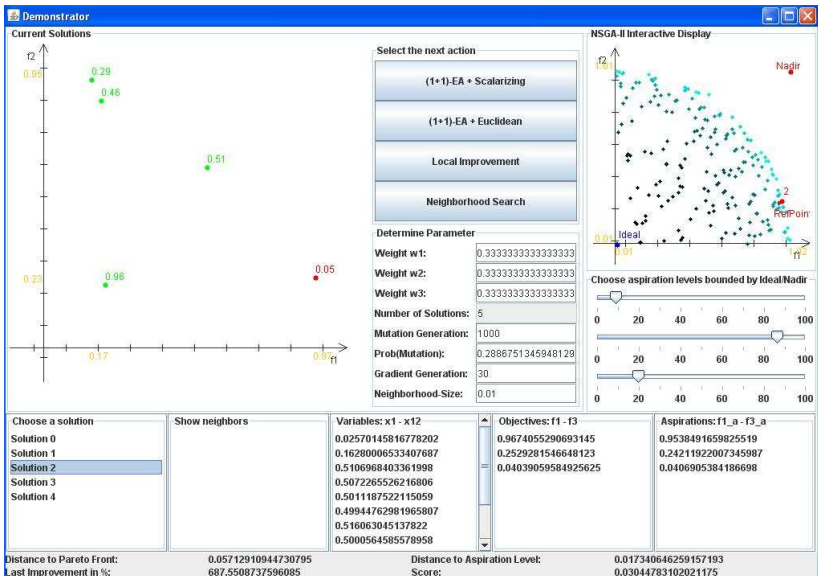 Demonstrator
Current Solutions
f2
0.95
0.29
0.46
0.51
0.23
0.96
0.05
0.17
0.97
f1
Select the next action
(1+1)-EA + Scalarizing
(1+1)-EA + Euclidean
Local Improvement
Neighborhood Search
Determine Parameter
Weight w1: 0.3333333333333333
Weight w2: 0.3333333333333333
Weight w3: 0.3333333333333333
Number of Solutions: 5
Mutation Generation: 1000
Prob(Mutation): 0.2886751345948129
Gradient Generation: 30
Neighborhood-Size: 0.01
NSGA-II Interactive Display
f2
Nadir
2
RefPoin
Ideal
0.01
0.01
1.02
f1
Choose aspiration levels bounded by Ideal/Nadir
0 20 40 60 80 100
0 20 40 60 80 100
0 20 40 60 80 100
Choose a solution
Solution 0
Solution 1
Solution 2
Solution 3
Solution 4
Show neighbors
Variables: x1 - x12
0.02570145816778202
0.16280006533407687
0.5106968403361998
0.5072265526216806
0.5011187522115059
0.49944762981965807
0.516063045137822
0.5000564585578958
Objectives: f1 - f3
0.9674055290693145
0.2529281546648123
0.04039059584925625
Aspirations: f1_a - f3_a
0.9538491659825519
0.24211922007345987
0.0406905384186698
Distance to Pareto Front: 0.05712910944730795 Distance to Aspiration Level: 0.017340646259157193
Last Improvement in %: 687.5508737596085 Score: 0.03044783102021175